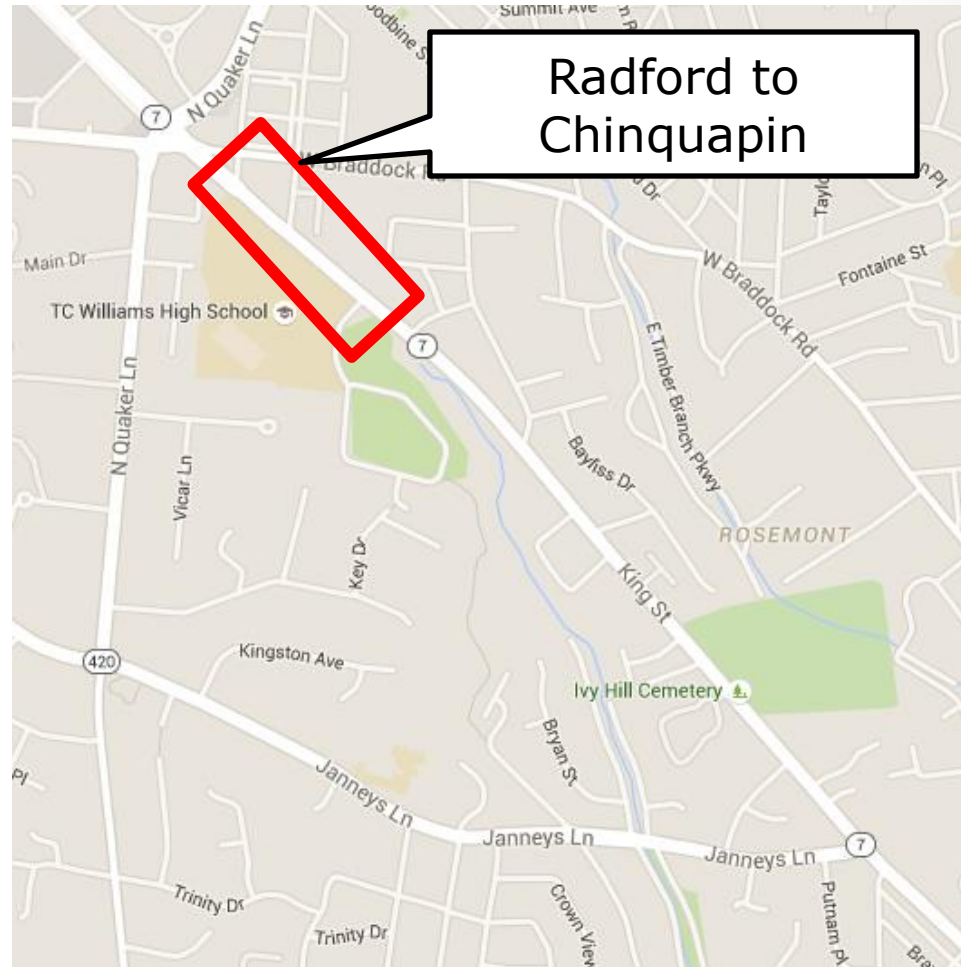 Summit Ave
N Quaker Ln
7
Radford to
Chinquapin
W Braddock
Main Dr
TC Williams High School
Fontaine St
W Braddock Rd
7
E Timber Branch Pkwy
N Quaker Ln
Vicar Ln
Bayliss Dr
ROSEMONT
Key Dr
King St
420
Kingston Ave
Ivy Hill Cemetery
Bryan St
Janneys Ln
Janneys Ln
Janneys Ln
7
Trinity Dr
Trinity Dr
Crown View
Putnam Pl